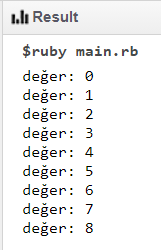 Result
$ruby main.rb
değer: 0
değer: 1
değer: 2
değer: 3
değer: 4
değer: 5
değer: 6
değer: 7
değer: 8